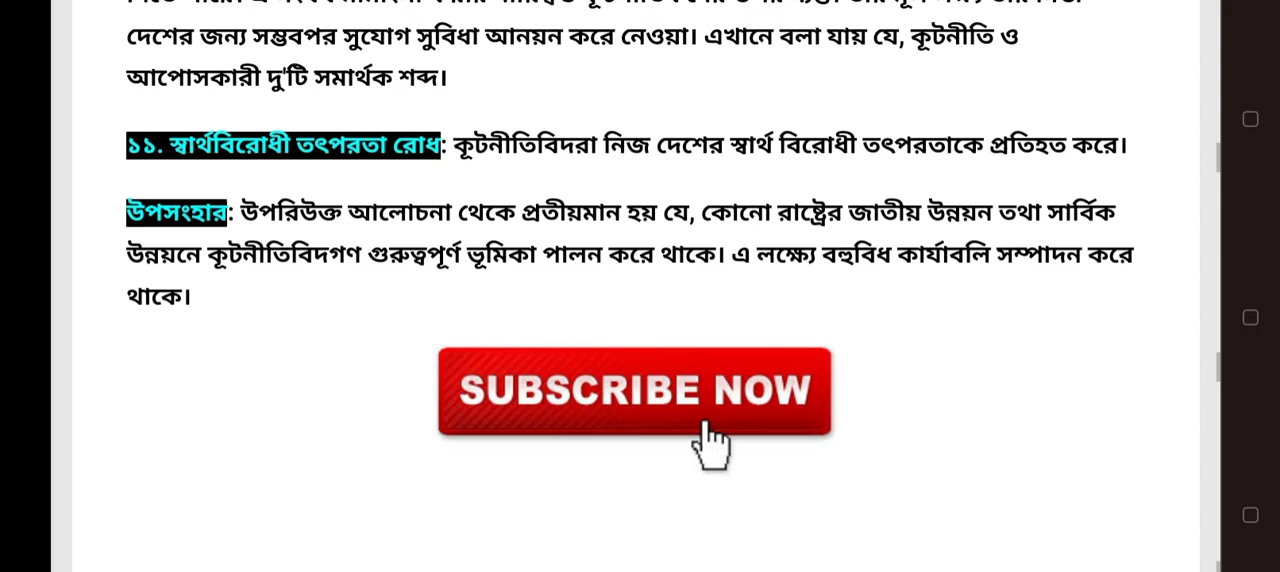 দেশের জন্য সম্ভবপর সুযোগ সুবিধা আনয়ন করে নেওয়া। এখানে বলা যায় যে, কূটনীতি ও
আপোসকারী দু'টি সমার্থক শব্দ।
১১. স্বার্থবিরোধী তৎপরতা রোধ: কূটনীতিবিদরা নিজ দেশের স্বার্থ বিরোধী তৎপরতাকে প্রতিহত করে।
উপসংহার: উপরিউক্ত আলোচনা থেকে প্রতীয়মান হয় যে, কোনো রাষ্ট্রের জাতীয় উন্নয়ন তথা সার্বিক
উন্নয়নে কূটনীতিবিদগণ গুরুত্বপূর্ণ ভূমিকা পালন করে থাকে। এ লক্ষ্যে বহুবিধ কার্যাবলি সম্পাদন করে
থাকে।
SUBSCRIBE NOW